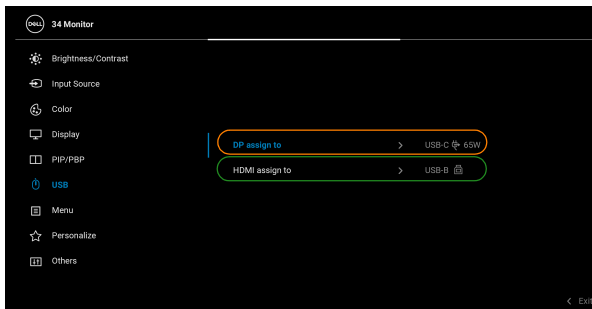 DELL 34 Monitor
Brightness/Contrast
Input Source
Color
Display
DP assign to > USB-C 65W
PIP/PBP
HDMI assign to > USB-B
USB
Menu
Personalize
Others
< Exit